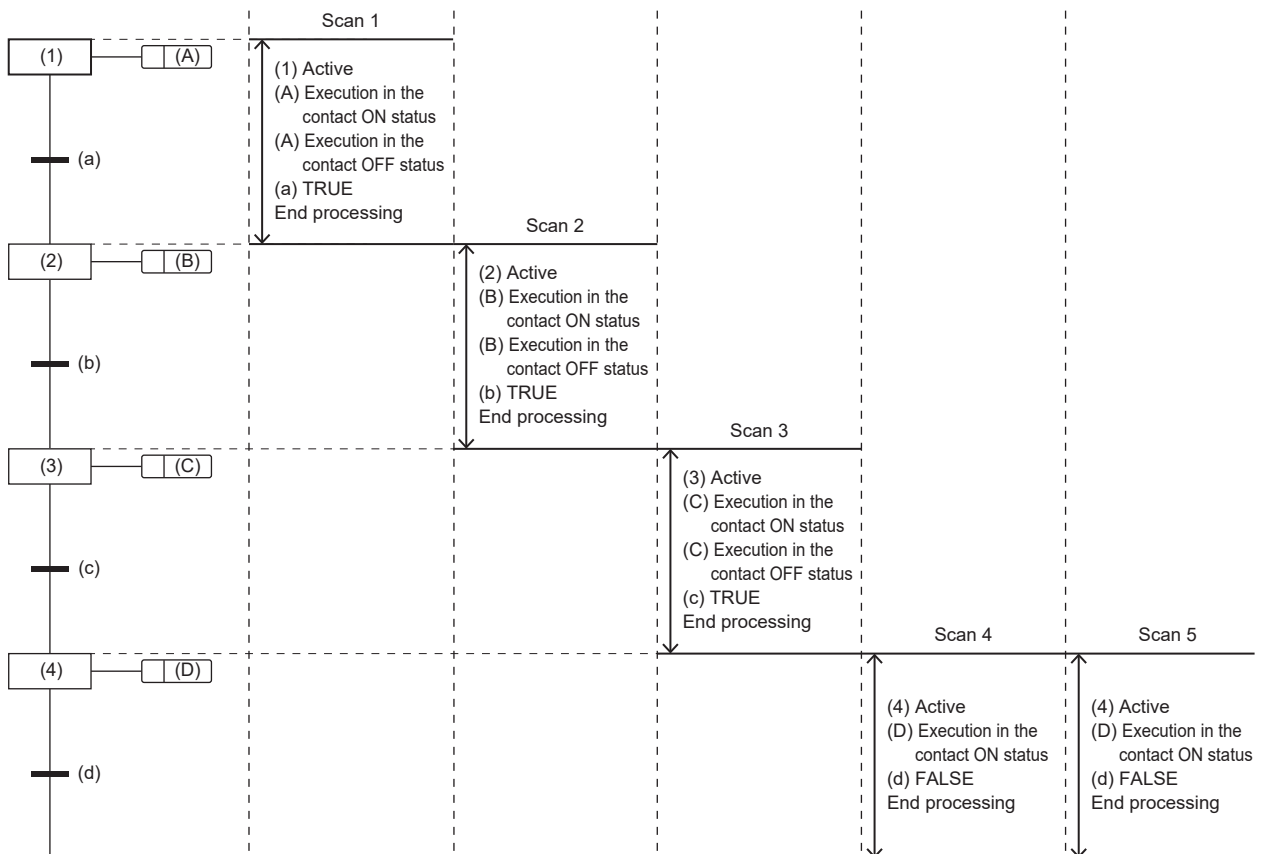 Scan 1
(1)
(A)
(1) Active
(A) Execution in the
contact ON status
(A) Execution in the
contact OFF status
(a)
(a) TRUE
End processing
Scan 2
(2)
(B)
(2) Active
(B) Execution in the
contact ON status
(B) Execution in the
contact OFF status
(b)
(b) TRUE
End processing
Scan 3
(3)
(C)
(3) Active
(C) Execution in the
contact ON status
(C) Execution in the
contact OFF status
(c)
(c) TRUE
End processing
Scan 4
Scan 5
(4)
(D)
(4) Active
(D) Execution in the
contact ON status
(d) FALSE
End processing
(4) Active
(D) Execution in the
contact ON status
(d) FALSE
End processing
(d)